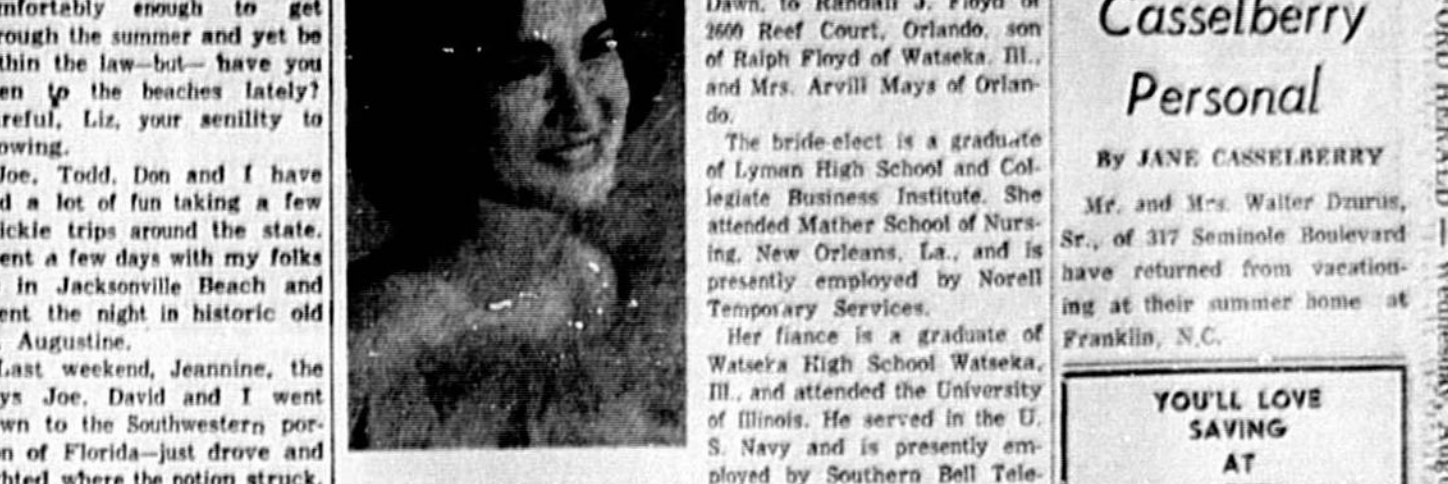 mfortably enough to get
rough the summer and yet be
thin the law—but— have you
en to the beaches lately?
reful, Liz, your senility to
owing.
Joe, Todd, Don and I have
d a lot of fun taking a few
ickie trips around the state.
ent a few days with my folks
in Jacksonville Beach and
ent the night in historic old
Augustine.
Last weekend, Jeannine, the
ys Joe, David and I went
wn to the Southwestern por-
n of Florida—just drove and
hted where the notion struck.
Dawn, to Randall J. Floyd of
2600 Reef Court, Orlando, son
of Ralph Floyd of Watseka, Ill.,
and Mrs. Arvill Mays of Orlan-
do.
The bride-elect is a graduate
of Lyman High School and Col-
legiate Business Institute. She
attended Mather School of Nurs-
ing, New Orleans, La., and is
presently employed by Norell
Temporary Services.
Her fiance is a graduate of
Watseka High School Watseka,
Ill., and attended the University
of Illinois. He served in the U.
S. Navy and is presently em-
ployed by Southern Bell Tele-
Casselberry
Personal
By JANE CASSELBERRY
Mr. and Mrs. Walter Dzurus,
Sr., of 317 Seminole Boulevard
have returned from vacation-
ing at their summer home at
Franklin, N.C.
YOU'LL LOVE
SAVING
AT